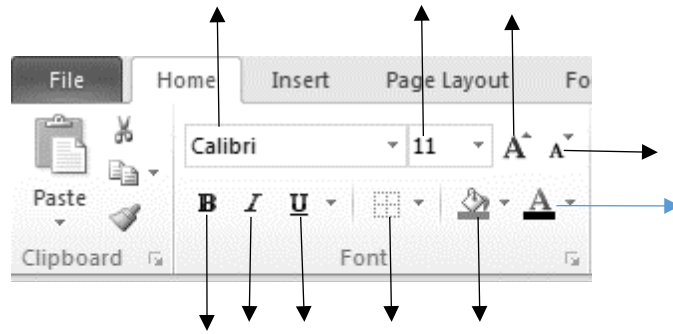 File Home Insert Page Layout Fo
Calibri 11 A A
Paste B I U A
Clipboard Font